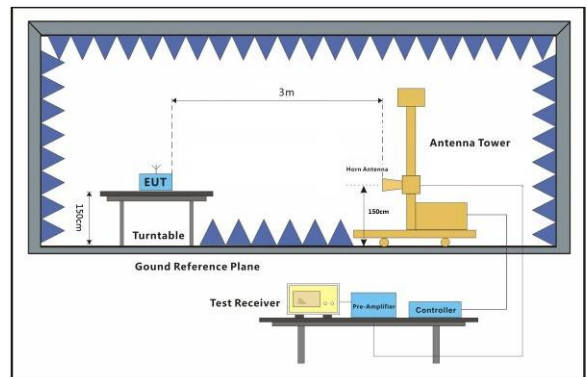 3m
Antenna Tower
Horn Antenna
EUT
150cm
150cm
Turntable
Gound Reference Plane
Test Receiver
Pre-Amplifier
Controller